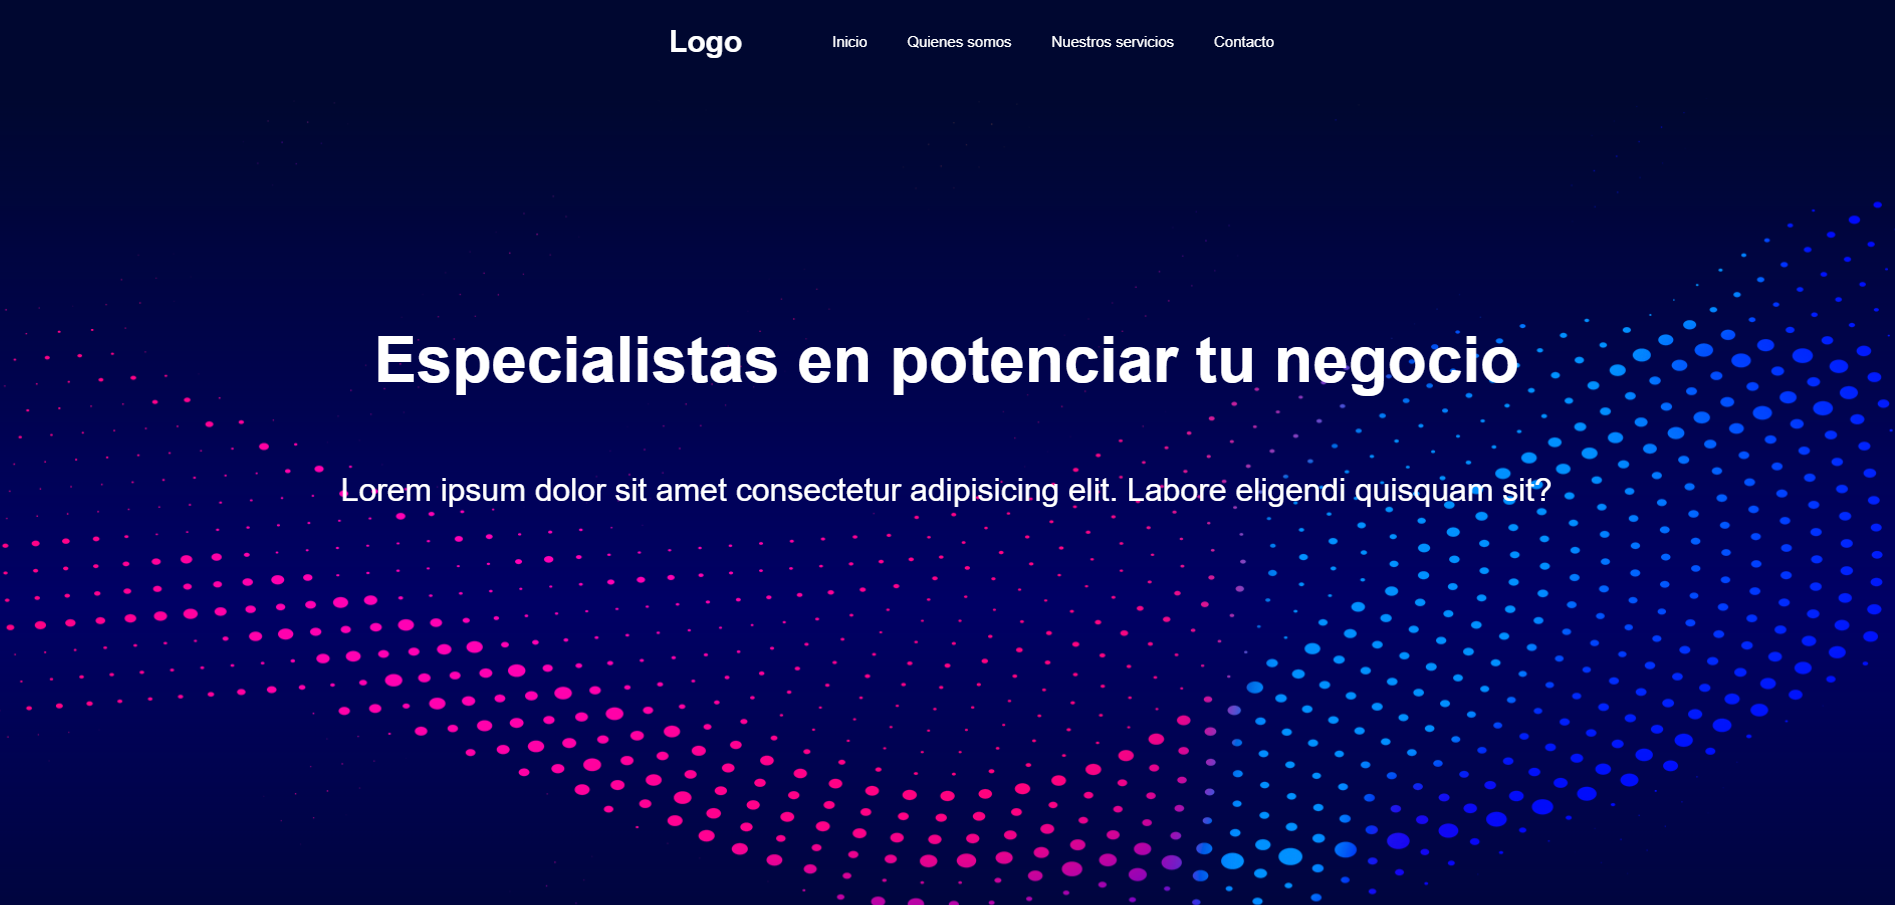 Logo Inicio Quienes somos Nuestros servicios Contacto
Especialistas en potenciar tu negocio
Lorem ipsum dolor sit amet consectetur adipisicing elit. Labore eligendi quisquam sit?